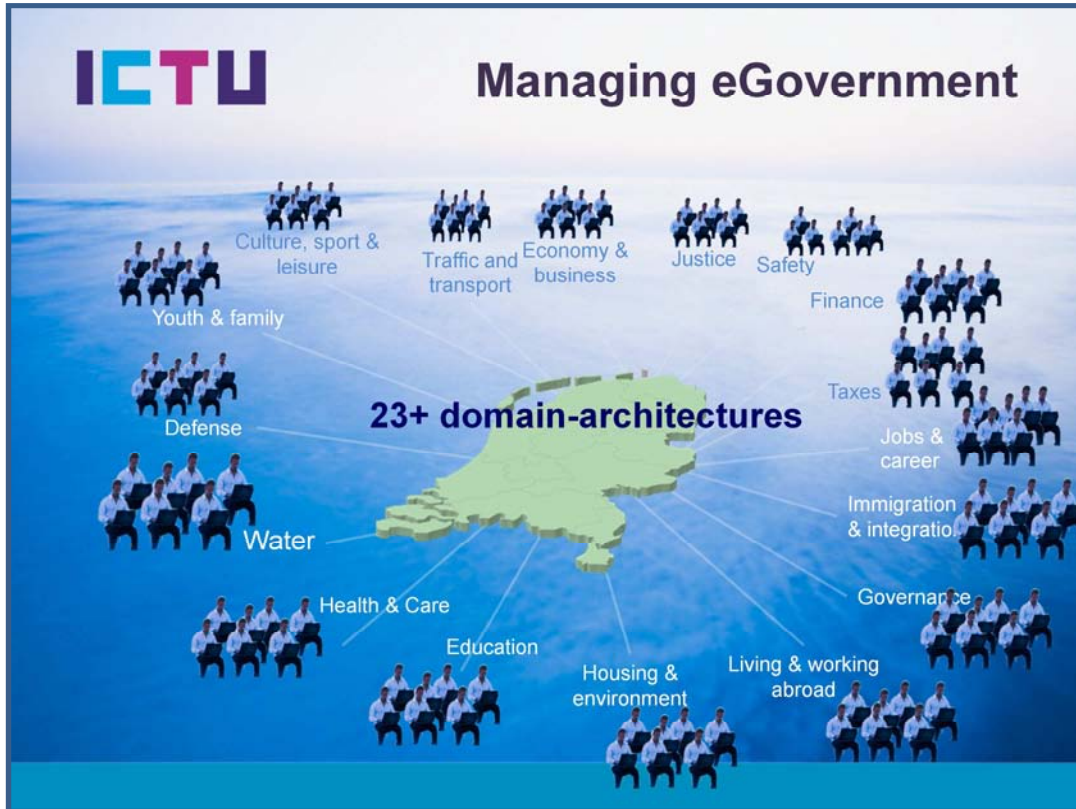 ICTU
Managing eGovernment
Culture, sport &
leisure
Traffic and
transport
Economy &
business
Justice
Safety
Finance
Youth & family
Taxes
23+ domain-architectures
Defense
Jobs &
career
Water
Immigration
& integratio
Health & Care
Governance
Education
Housing &
environment
Living & working
abroad